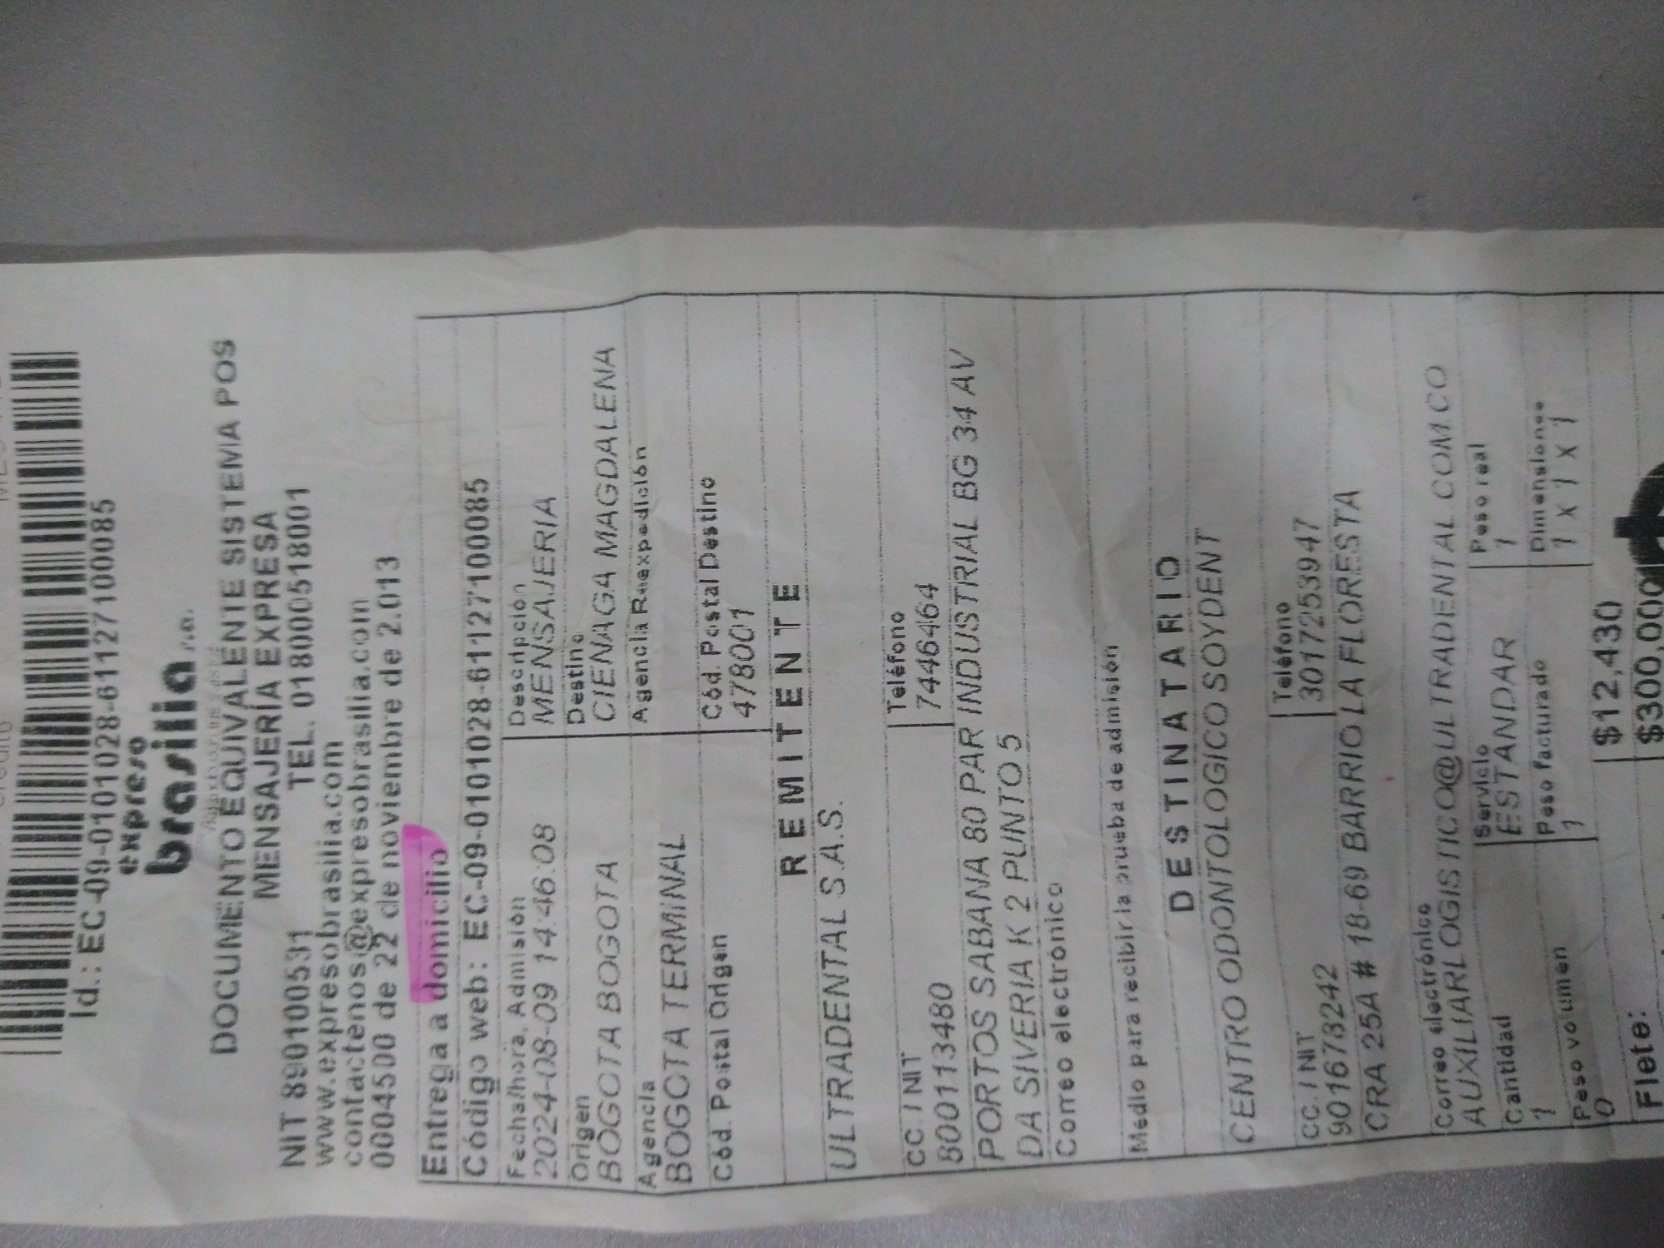 Id.: EC-09-0101028-6112710​0085
expreso
brasilia s.a.
DOCUMENTO EQUIVALENTE SISTEMA POS
MENSAJERÍA EXPRESA
NIT 890100531 TEL. 018000518001
www.expresobrasilia.com
contactenos@expresobrasilia.com
0004500 de 22 de noviembre de 2.013
Entrega a domicilio
Código web: EC-09-0101028-61127100085
Fecha/hora. Admisión Descripción
2024-08-09 14:46.08 MENSAJERIA
Origen Destino
BOGOTA BOGOTA CIENAGA MAGDALENA
Agencia Agencia Reexpedición
BOGOTA TERMINAL
Cód. Postal Origen Cód. Postal Destino
478001
REMITENTE
ULTRADENTAL S.A.S.
CC. / NIT Teléfono
800113480 7446464
PORTOS SABANA 80 PAR INDUSTRIAL BG 34 AV
DA SIVERIA K 2 PUNTO 5
Correo electrónico
Medio para recibir la prueba de admisión
DESTINATARIO
CENTRO ODONTOLOGICO SOYDENT
CC. / NIT Teléfono
901678242 3017253947
CRA 25A # 18-69 BARRIO LA FLORESTA
Correo electrónico
AUXILIARLOGISTICO@ULTRADENTAL.COM.CO
Cantidad Servicio Peso real
1 ESTANDAR 1
Peso volumen Peso facturado Dimensiones
0 1 1 X 1 X 1
Flete: $12,430
$300,000